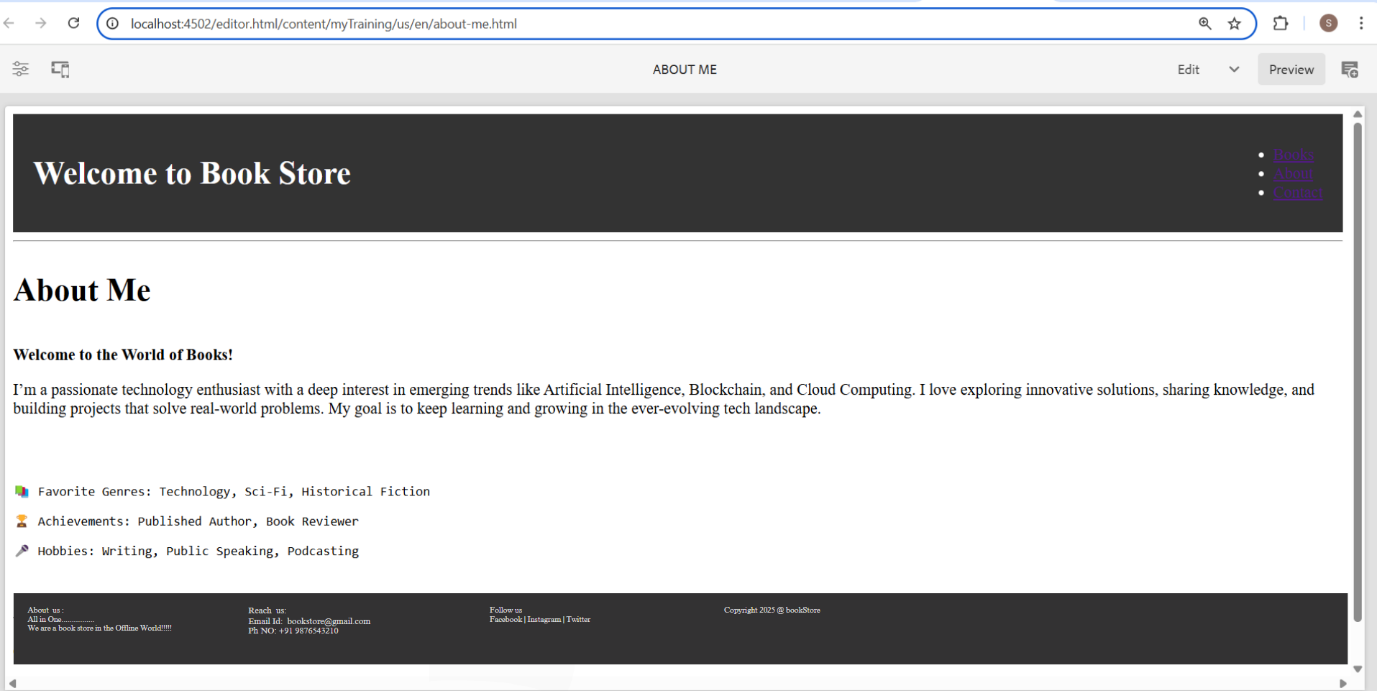 localhost:4502/editor.html/content/myTraining/us/en/about-me.html
S
ABOUT ME
Edit
Preview
Welcome to Book Store
Books
About
Contact
About Me
Welcome to the World of Books!
I’m a passionate technology enthusiast with a deep interest in emerging trends like Artificial Intelligence, Blockchain, and Cloud Computing. I love exploring innovative solutions, sharing knowledge, and
building projects that solve real-world problems. My goal is to keep learning and growing in the ever-evolving tech landscape.
Favorite Genres: Technology, Sci-Fi, Historical Fiction
Achievements: Published Author, Book Reviewer
Hobbies: Writing, Public Speaking, Podcasting
About us :
All in One................
We are a book store in the Offline World!!!!!
Reach us:
Email Id: bookstore@gmail.com
Ph NO: +91 9876543210
Follow us
Facebook | Instagram | Twitter
Copyright 2025 @ bookStore